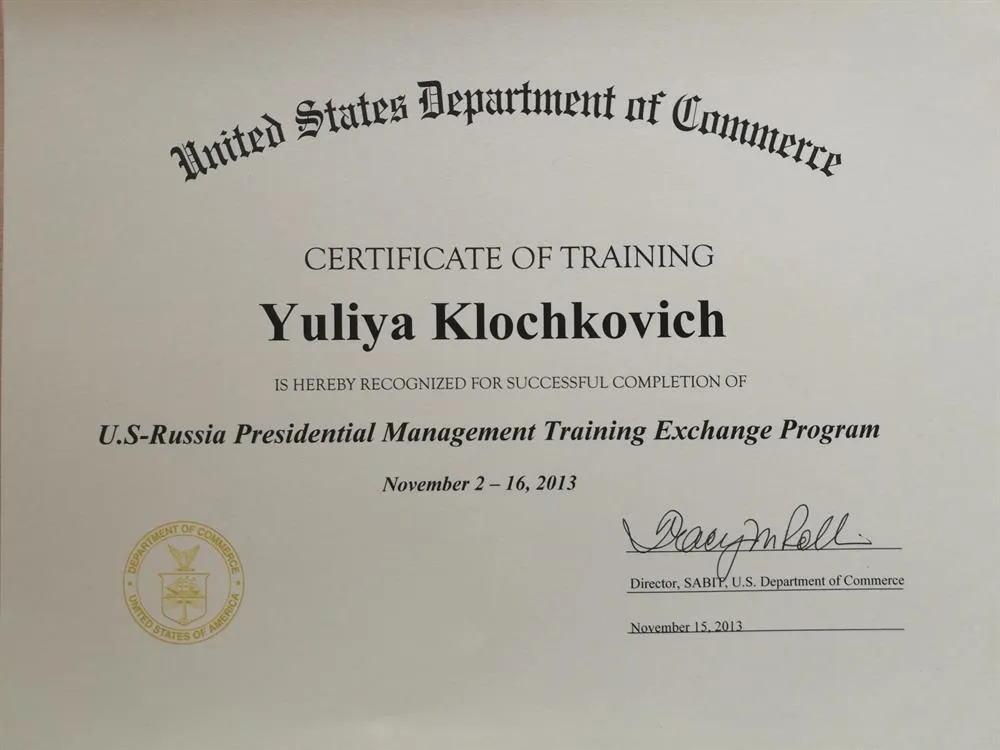 United States Department of Commerce
CERTIFICATE OF TRAINING
Yuliya Klochkovich
IS HEREBY RECOGNIZED FOR SUCCESSFUL COMPLETION OF
U.S-Russia Presidential Management Training Exchange Program
November 2 – 16, 2013
DEPARTMENT OF COMMERCE
UNITED STATES OF AMERICA
Director, SABIT, U.S. Department of Commerce
November 15, 2013